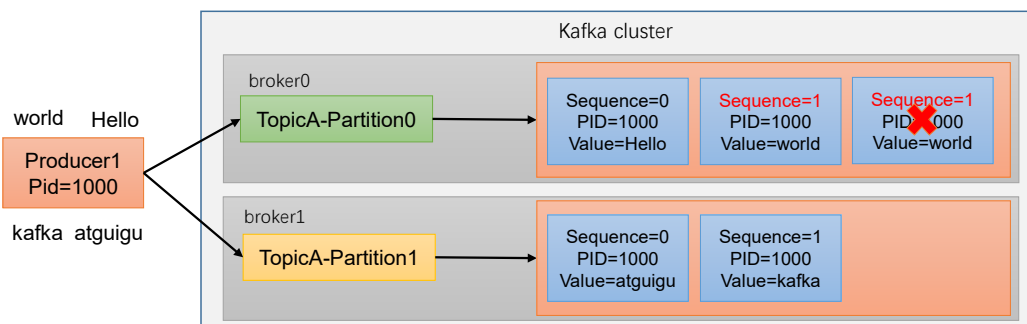 Kafka cluster
broker0
world Hello
Producer1
Pid=1000
kafka atguigu
TopicA-Partition0
Sequence=0
PID=1000
Value=Hello
Sequence=1
PID=1000
Value=world
Sequence=1
PID=1000
Value=world
broker1
TopicA-Partition1
Sequence=0
PID=1000
Value=atguigu
Sequence=1
PID=1000
Value=kafka